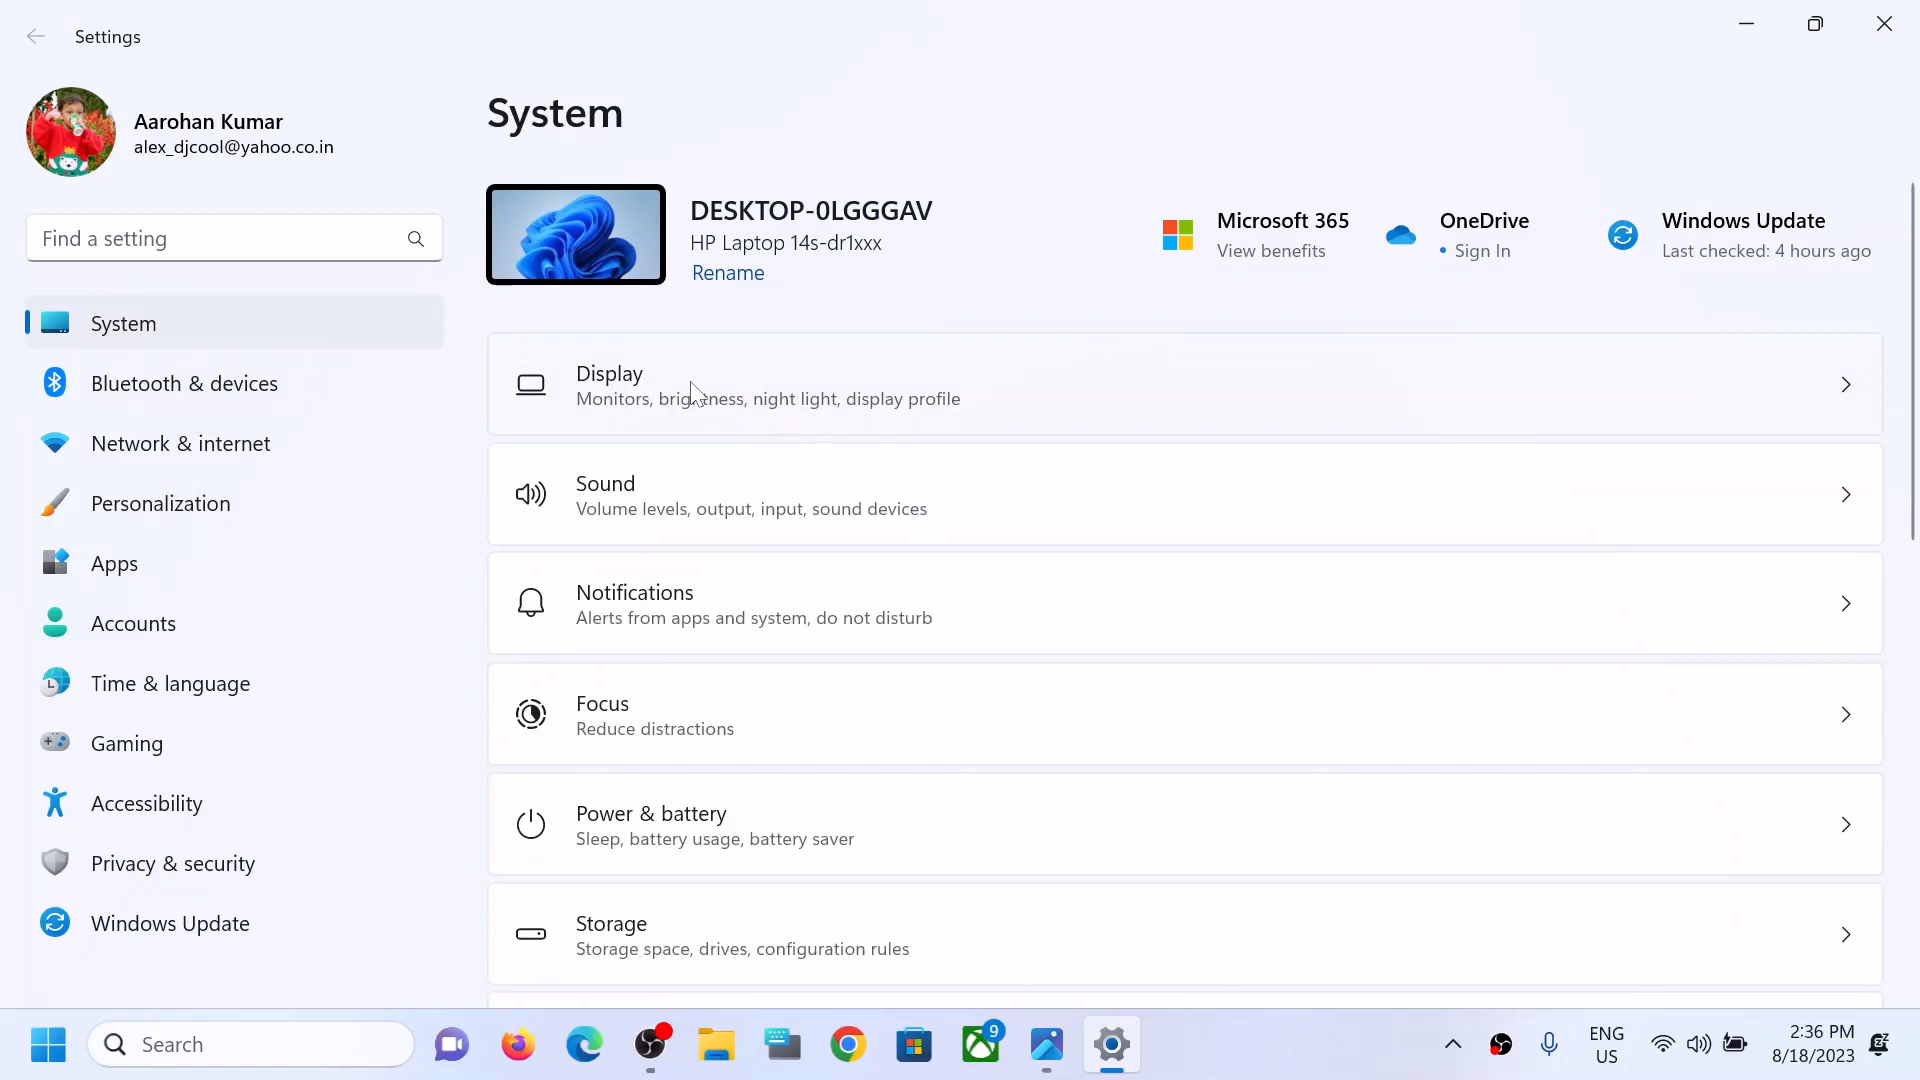 Settings
Aarohan Kumar
alex_djcool@yahoo.co.in
Find a setting
System
Bluetooth & devices
Network & internet
Personalization
Apps
Accounts
Time & language
Gaming
Accessibility
Privacy & security
Windows Update
System
DESKTOP-0LGGGAV
HP Laptop 14s-dr1xxx
Rename
Microsoft 365
View benefits
OneDrive
• Sign In
Windows Update
Last checked: 4 hours ago
Display
Monitors, brightness, night light, display profile
Sound
Volume levels, output, input, sound devices
Notifications
Alerts from apps and system, do not disturb
Focus
Reduce distractions
Power & battery
Sleep, battery usage, battery saver
Storage
Storage space, drives, configuration rules
Search
9
ENG
US
2:36 PM
8/18/2023